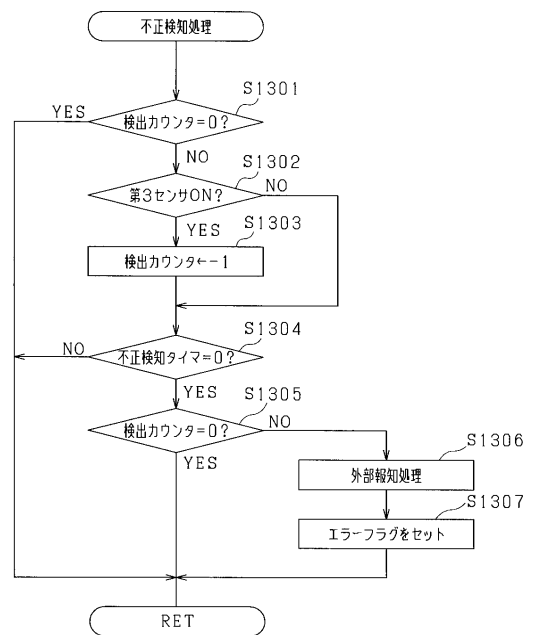 不正検知処理
S1301
検出カウンタ=0?
YES
NO
S1302
第3センサON?
NO
YES
S1303
検出カウンタ←-1
S1304
不正検知タイマ=0?
NO
YES
S1305
検出カウンタ=0?
NO
YES
S1306
外部報知処理
S1307
エラーフラグをセット
RET